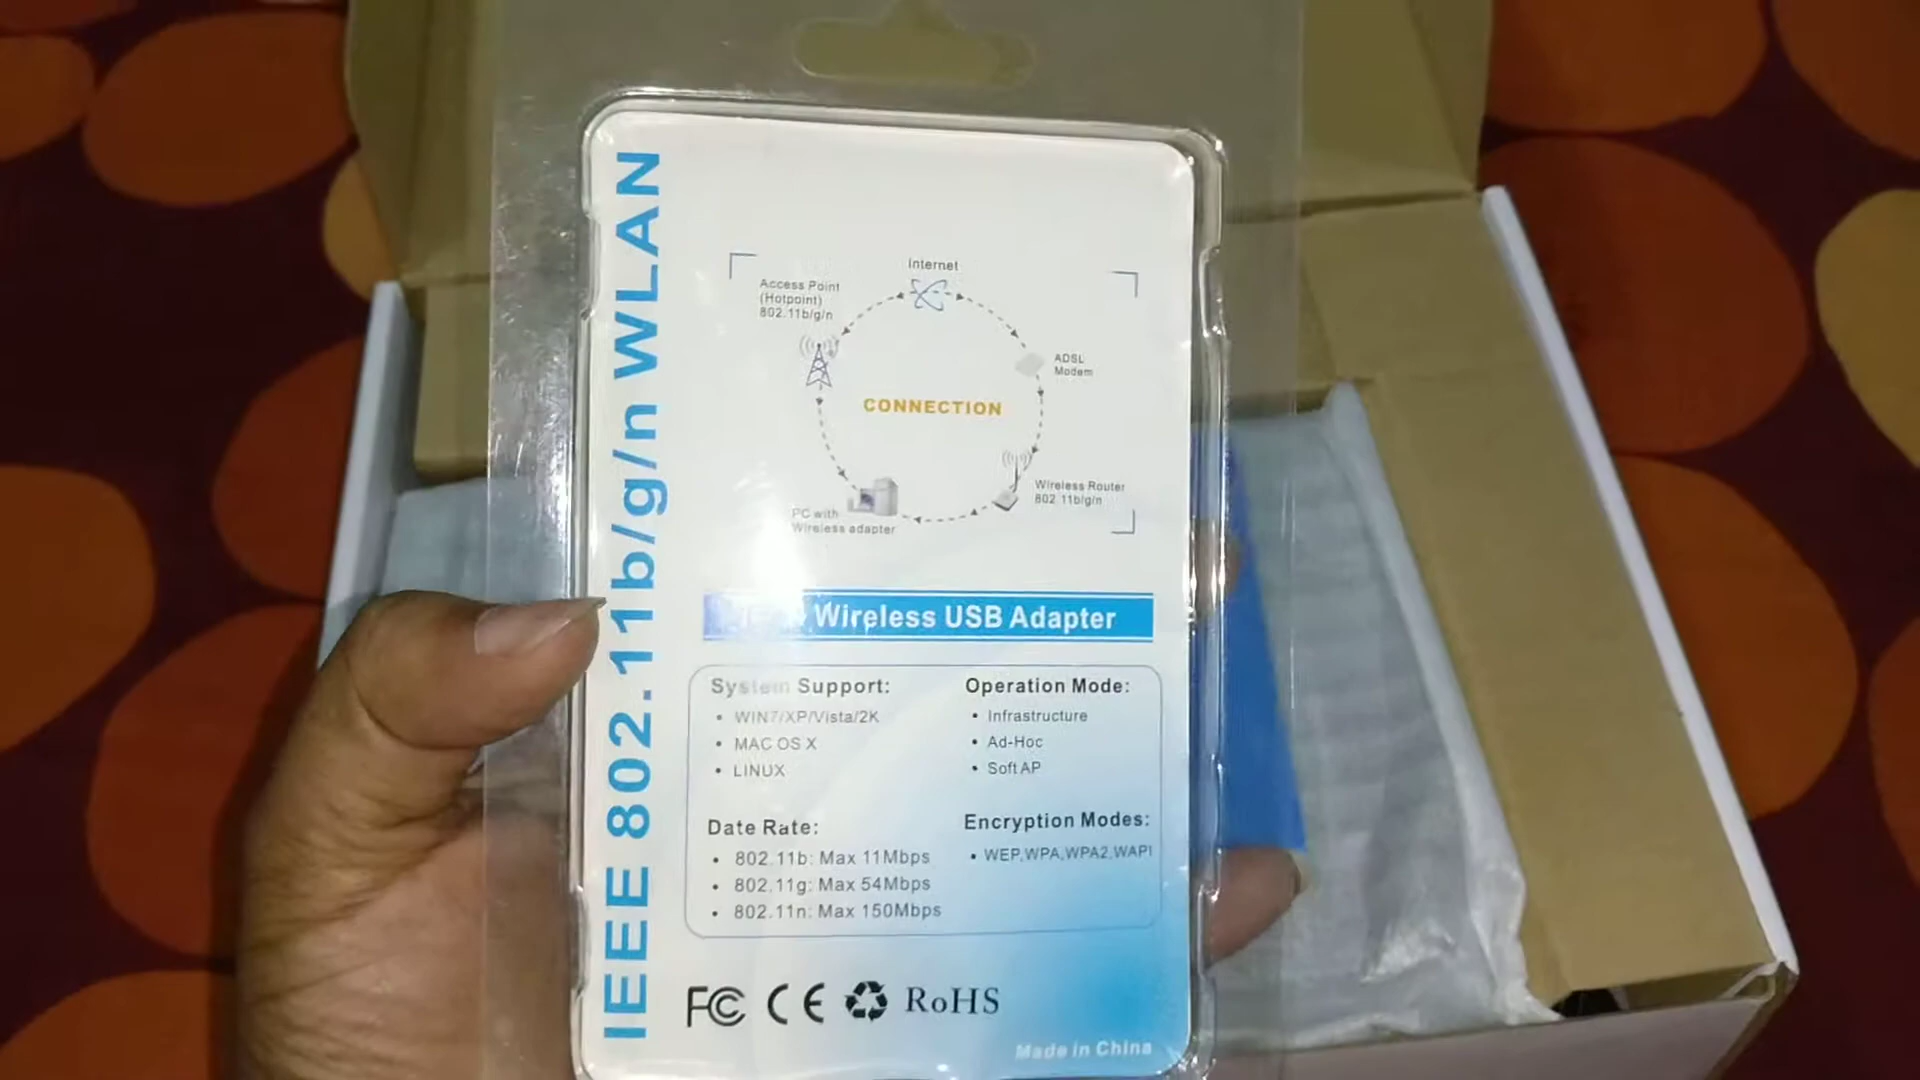 IEEE 802.11b/g/n WLAN
Internet
Access Point
(Hotpoint)
802.11b/g/n
ADSL
Modem
CONNECTION
Wireless Router
802.11b/g/n
PC with
Wireless adapter
Wireless USB Adapter
System Support:
• WIN7/XP/Vista/2K
• MAC OS X
• LINUX
Operation Mode:
• Infrastructure
• Ad-Hoc
• Soft AP
Date Rate:
• 802.11b: Max 11Mbps
• 802.11g: Max 54Mbps
• 802.11n: Max 150Mbps
Encryption Modes:
• WEP,WPA,WPA2,WAPI
FC CE RoHS
Made in China